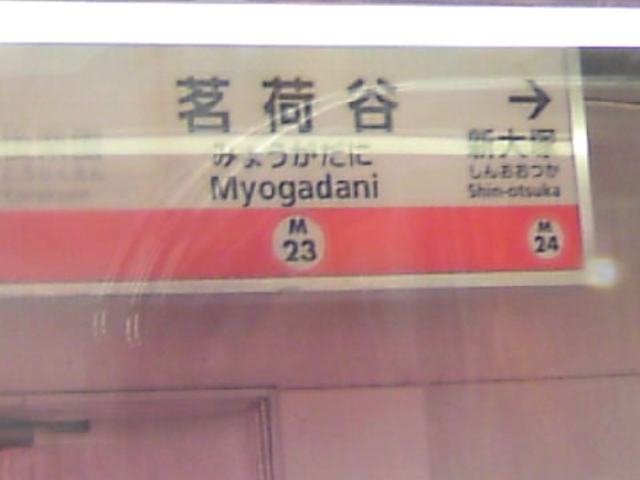 茗荷谷
みょうがだに
Myogadani
M
23
→
新大塚
しんおおつか
Shin-otsuka
M
24